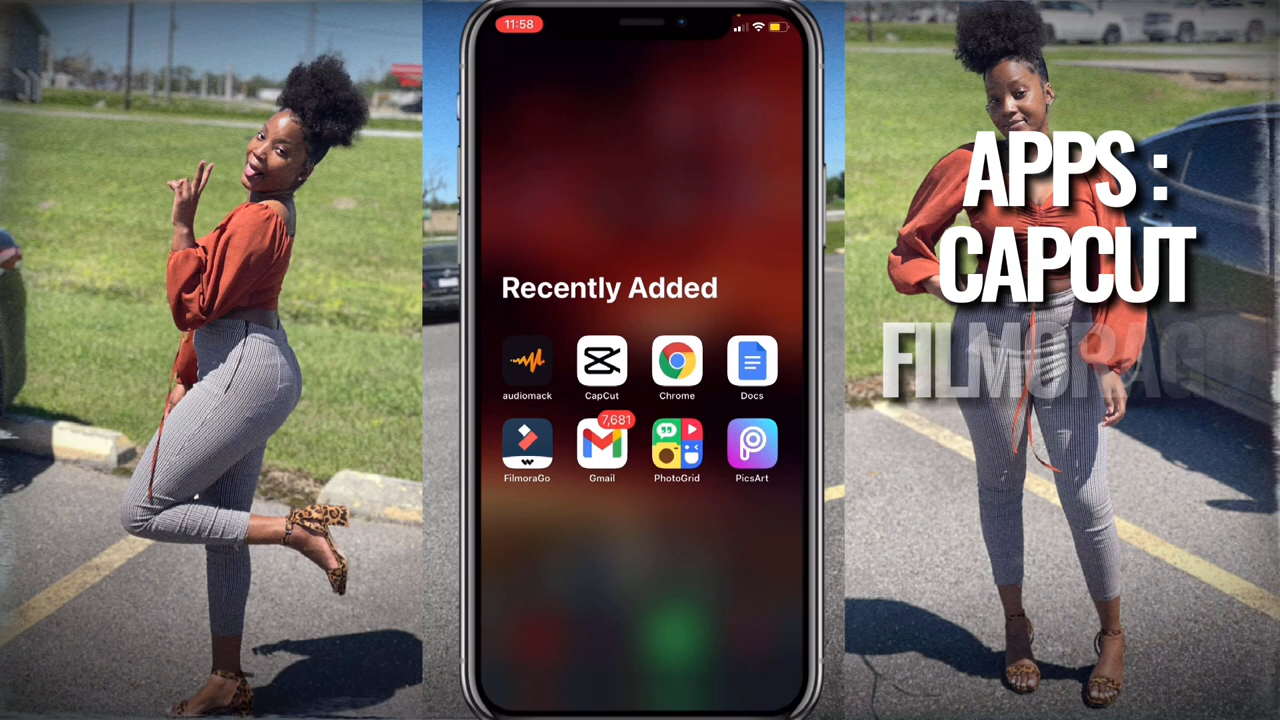 11:58
Recently Added
audiomack
CapCut
Chrome
Docs
7,681
FilmoraGo
Gmail
PhotoGrid
PicsArt
APPS :
CAPCUT
FILMORAGO